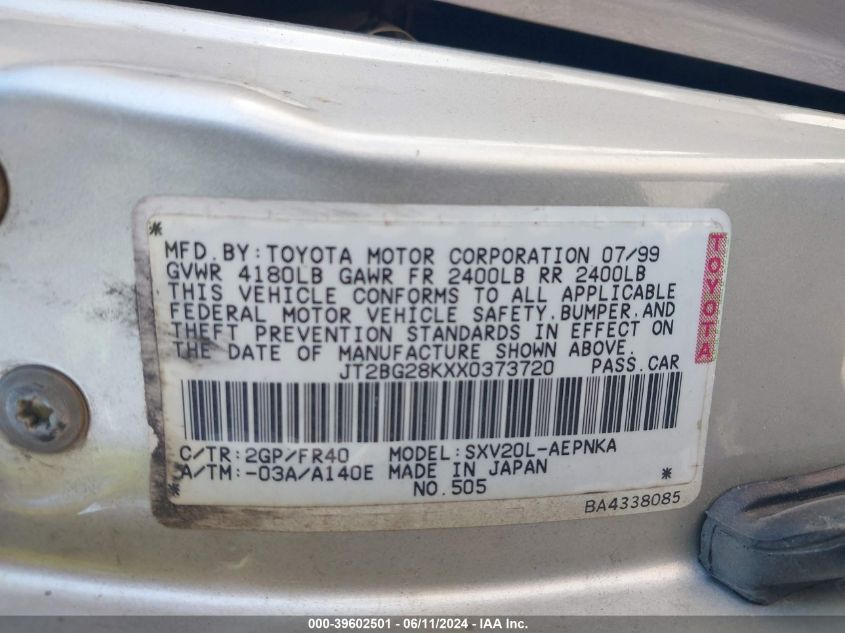 *
MFD. BY: TOYOTA MOTOR CORPORATION 07/99
GVWR 4180LB GAWR FR 2400LB RR 2400LB
THIS VEHICLE CONFORMS TO ALL APPLICABLE
FEDERAL MOTOR VEHICLE SAFETY, BUMPER, AND
THEFT PREVENTION STANDARDS IN EFFECT ON
THE DATE OF MANUFACTURE SHOWN ABOVE.
JT2BG28KXX0373720 PASS. CAR
TOYOTA
C/TR: 2GP/FR40 MODEL: SXV20L-AEPNKA
A/TM: -03A/A140E MADE IN JAPAN *
* NO. 505
BA4338085
000-39602501 - 06/11/2024 - IAA Inc.